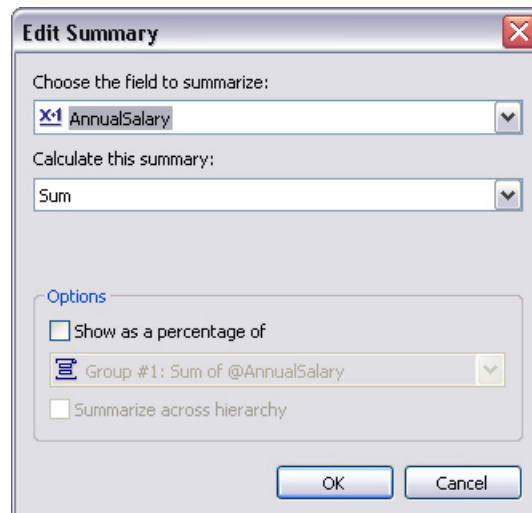 Edit Summary
Choose the field to summarize:
X+1 AnnualSalary
Calculate this summary:
Sum
Options
Show as a percentage of
Group #1: Sum of @AnnualSalary
Summarize across hierarchy
OK Cancel